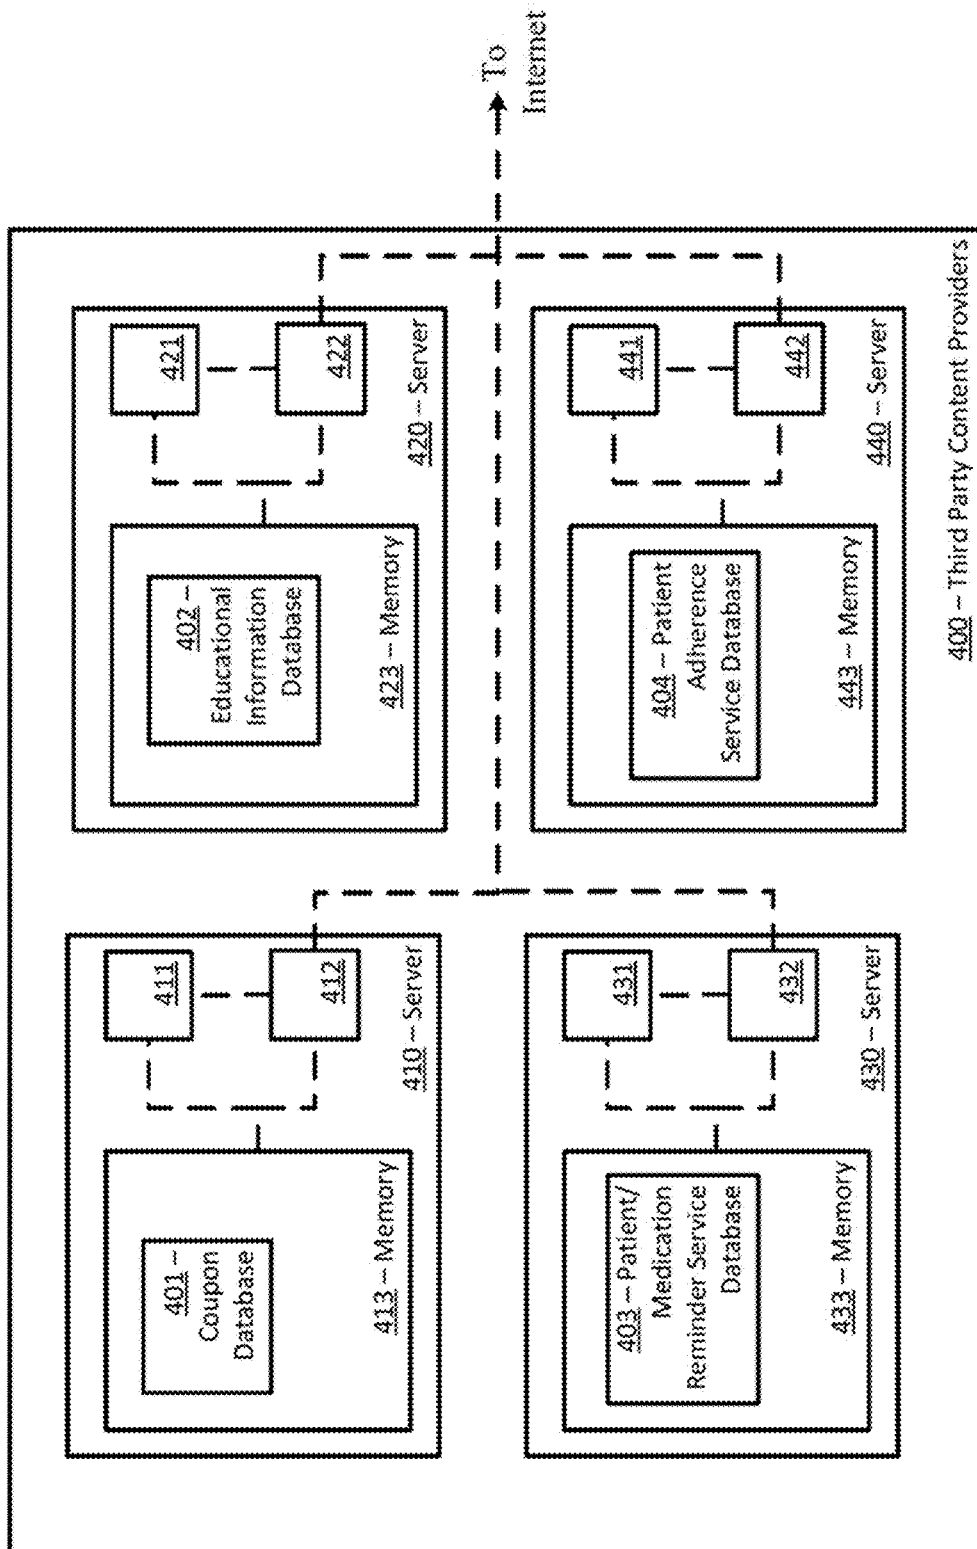 401 –
Coupon
Database
413 – Memory
411
412
410 – Server
402 –
Educational
Information
Database
423 – Memory
421
422
420 – Server
403 – Patient/
Medication
Reminder Service
Database
433 – Memory
431
432
430 – Server
404 – Patient
Adherence
Service Database
443 – Memory
441
442
440 – Server
400 – Third Party Content Providers
To
Internet